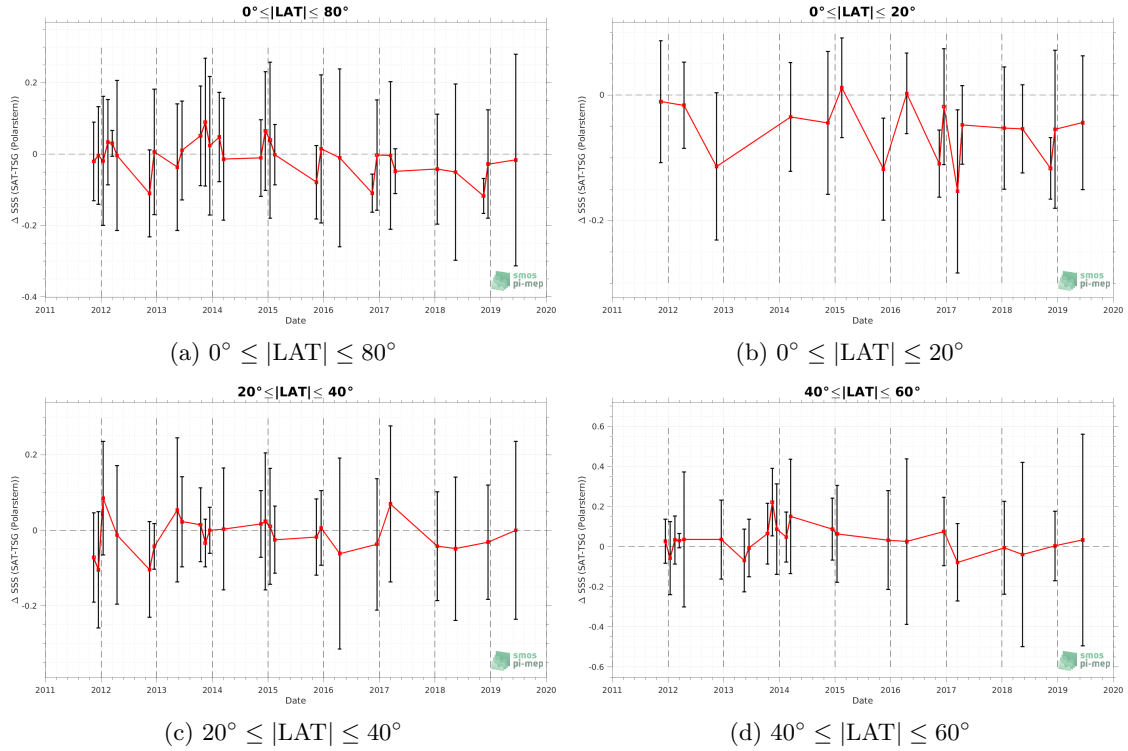 0°≤|LAT|≤ 80°
Δ SSS (SAT-TSG (Polarstern))
0.2
0
-0.2
-0.4
2011 2012 2013 2014 2015 2016 2017 2018 2019 2020
Date
smos
pi-mep
(a) 0° ≤ |LAT| ≤ 80°
0°≤|LAT|≤ 20°
Δ SSS (SAT-TSG (Polarstern))
0
-0.2
2011 2012 2013 2014 2015 2016 2017 2018 2019 2020
Date
smos
pi-mep
(b) 0° ≤ |LAT| ≤ 20°
20°≤|LAT|≤ 40°
Δ SSS (SAT-TSG (Polarstern))
0.2
0
-0.2
2011 2012 2013 2014 2015 2016 2017 2018 2019 2020
Date
smos
pi-mep
(c) 20° ≤ |LAT| ≤ 40°
40°≤|LAT|≤ 60°
Δ SSS (SAT-TSG (Polarstern))
0.6
0.4
0.2
0
-0.2
-0.4
-0.6
2011 2012 2013 2014 2015 2016 2017 2018 2019 2020
Date
smos
pi-mep
(d) 40° ≤ |LAT| ≤ 60°